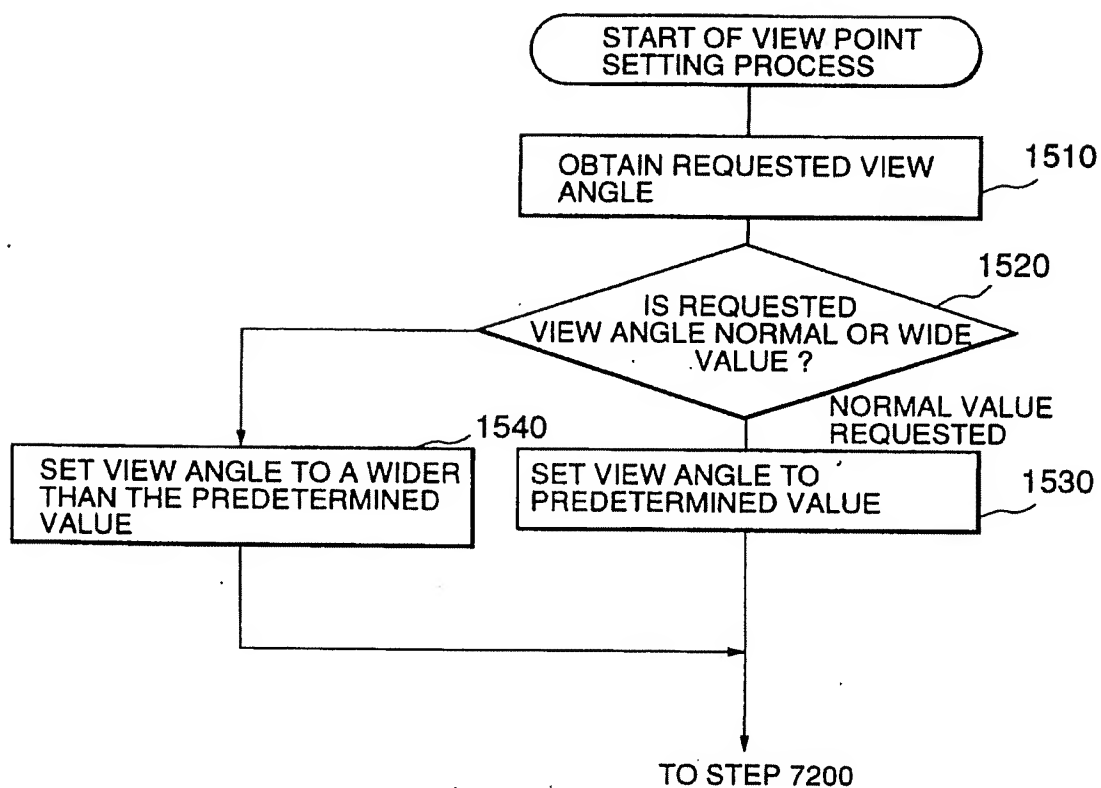 START OF VIEW POINT
SETTING PROCESS
OBTAIN REQUESTED VIEW
ANGLE
1510
1520
IS REQUESTED
VIEW ANGLE NORMAL OR WIDE
VALUE ?
NORMAL VALUE
REQUESTED
1540
SET VIEW ANGLE TO A WIDER
THAN THE PREDETERMINED
VALUE
SET VIEW ANGLE TO
PREDETERMINED VALUE
1530
TO STEP 7200